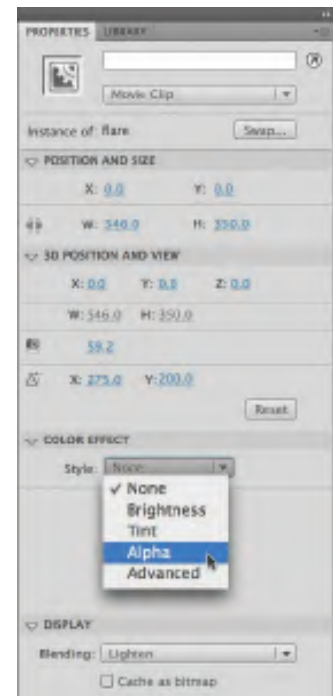 PROPERTIES LIBRARY
Movie Clip
Instance of: flare Swap...
POSITION AND SIZE
X: 0.0 Y: 0.0
W: 546.0 H: 350.0
3D POSITION AND VIEW
X: 0.0 Y: 0.0 Z: 0.0
W: 546.0 H: 350.0
59.2
X: 275.0 Y: 200.0
Reset
COLOR EFFECT
Style: None
✓ None
Brightness
Tint
Alpha
Advanced
DISPLAY
Blending: Lighten
Cache as bitmap